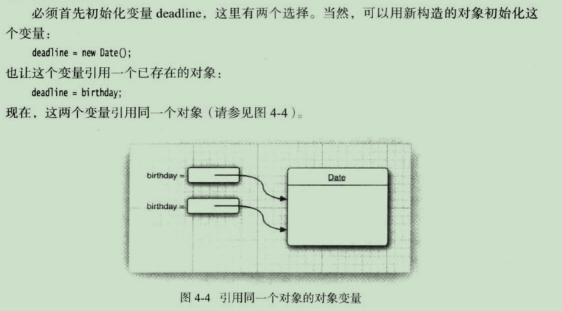 必须首先初始化变量 deadline，这里有两个选择。当然，可以用新构造的对象初始化这
个变量：
deadline = new Date();
也让这个变量引用一个已存在的对象：
deadline = birthday;
现在，这两个变量引用同一个对象（请参见图 4-4）。
birthday =
Date
birthday =
图 4-4 引用同一个对象的对象变量